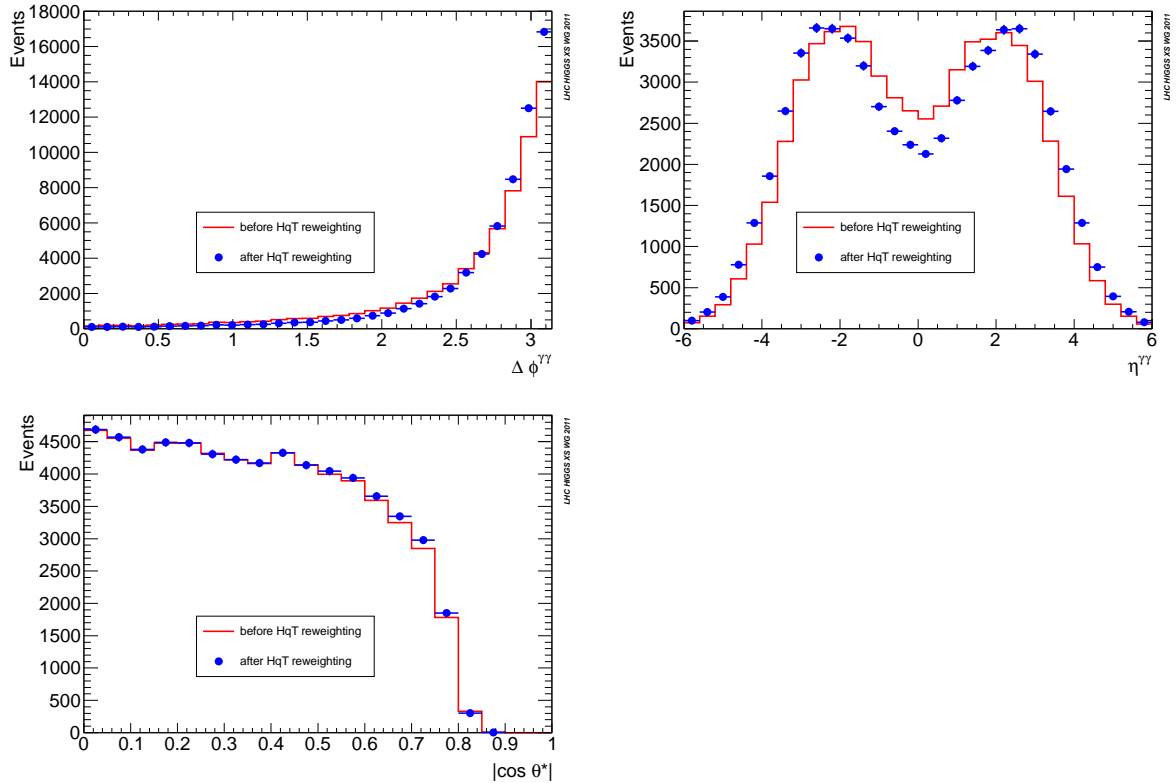 Events
LHC HIGGS XS WG 2011
18000
16000
14000
12000
10000
8000
6000
4000
2000
0
before HqT reweighting
after HqT reweighting
0 0.5 1 1.5 2 2.5 3
Δ ϕ^γγ
Events
LHC HIGGS XS WG 2011
3500
3000
2500
2000
1500
1000
500
0
before HqT reweighting
after HqT reweighting
-6 -4 -2 0 2 4 6
η^γγ
Events
LHC HIGGS XS WG 2011
4500
4000
3500
3000
2500
2000
1500
1000
500
0
before HqT reweighting
after HqT reweighting
0 0.1 0.2 0.3 0.4 0.5 0.6 0.7 0.8 0.9 1
|cos θ*|